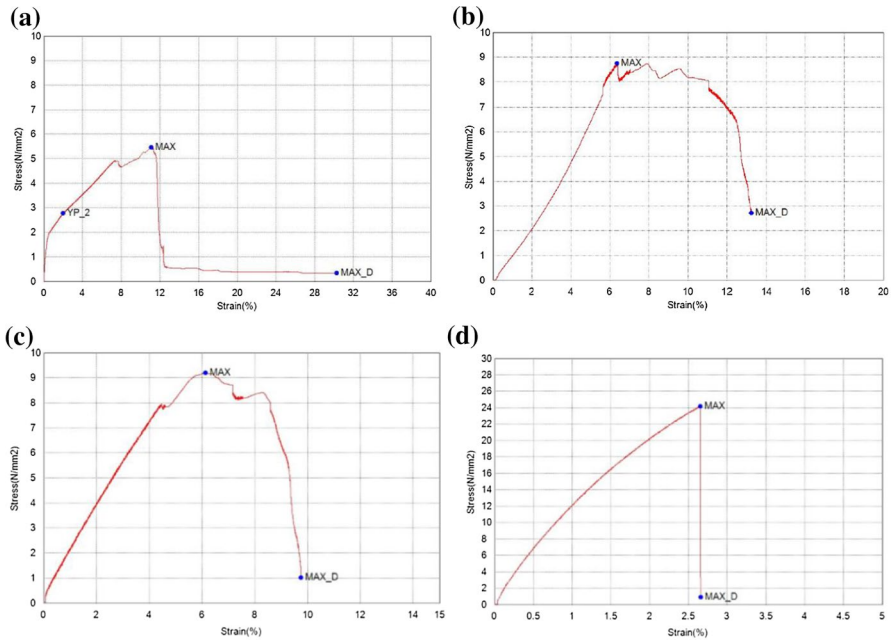 (a)
10
9
8
7
6
5
4
3
2
1
0
Stress(N/mm2)
YP_2
MAX
MAX_D
0 4 8 12 16 20 24 28 32 36 40
Strain(%)
(b)
10
9
8
7
6
5
4
3
2
1
0
Stress(N/mm2)
MAX
MAX_D
0 2 4 6 8 10 12 14 16 18 20
Strain(%)
(c)
10
9
8
7
6
5
4
3
2
1
0
Stress(N/mm2)
MAX
MAX_D
0 2 4 6 8 10 12 14 15
Strain(%)
(d)
30
28
26
24
22
20
18
16
14
12
10
8
6
4
2
0
Stress(N/mm2)
MAX
MAX_D
0 0.5 1 1.5 2 2.5 3 3.5 4 4.5 5
Strain(%)